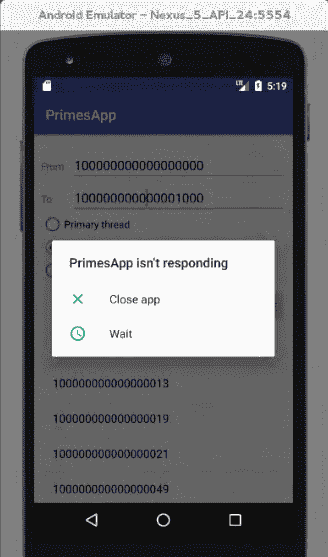 Android Emulator - Nexus_5_API_24:5554
LTE 5:19
PrimesApp
From 100000000000000000
To 100000000000001000
Primary thread
PrimesApp isn't responding
Close app
Wait
100000000000000013
100000000000000019
100000000000000021
100000000000000049